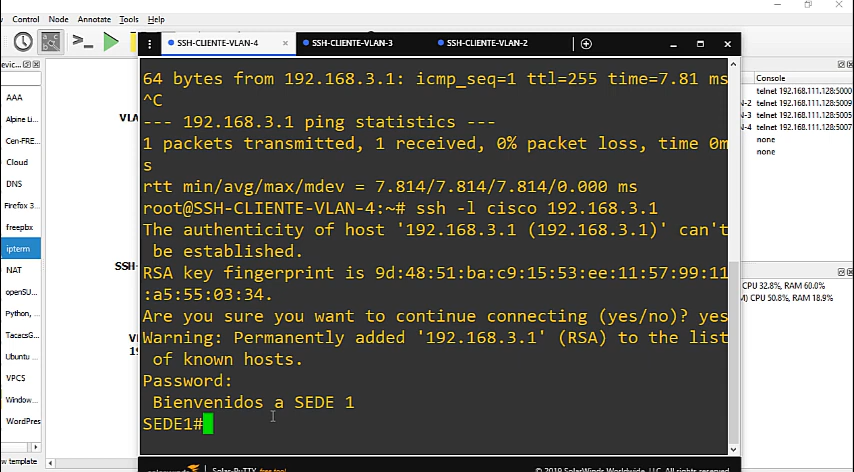 Control Node Annotate Tools Help
SSH-CLIENTE-VLAN-4 × SSH-CLIENTE-VLAN-3 SSH-CLIENTE-VLAN-2
AAA
Alpine Li...
Cen-FRE...
Cloud
DNS
Firefox 3...
freepbx
ipterm
NAT
openSU...
Python, ...
TacacsG...
Ubuntu ...
VPCS
Window...
WordPres
w template
VLA
SSH-
64 bytes from 192.168.3.1: icmp_seq=1 ttl=255 time=7.81 ms
^C
--- 192.168.3.1 ping statistics ---
1 packets transmitted, 1 received, 0% packet loss, time 0m
s
rtt min/avg/max/mdev = 7.814/7.814/7.814/0.000 ms
root@SSH-CLIENTE-VLAN-4:~# ssh -l cisco 192.168.3.1
The authenticity of host '192.168.3.1 (192.168.3.1)' can't
be established.
RSA key fingerprint is 9d:48:51:ba:c9:15:53:ee:11:57:99:11
:a5:55:03:34.
Are you sure you want to continue connecting (yes/no)? yes
Warning: Permanently added '192.168.3.1' (RSA) to the list
of known hosts.
Password:
Bienvenidos a SEDE 1
SEDE1#
Console
telnet 192.168.111.128:5000
N-2 telnet 192.168.111.128:5009
N-3 telnet 192.168.111.128:5005
N-4 telnet 192.168.111.128:5007
none
none
CPU 32.8%, RAM 60.0%
M) CPU 50.8%, RAM 18.9%
Solar-PuTTY free tool
© 2019 SolarWinds Worldwide, LLC. All rights reserved.